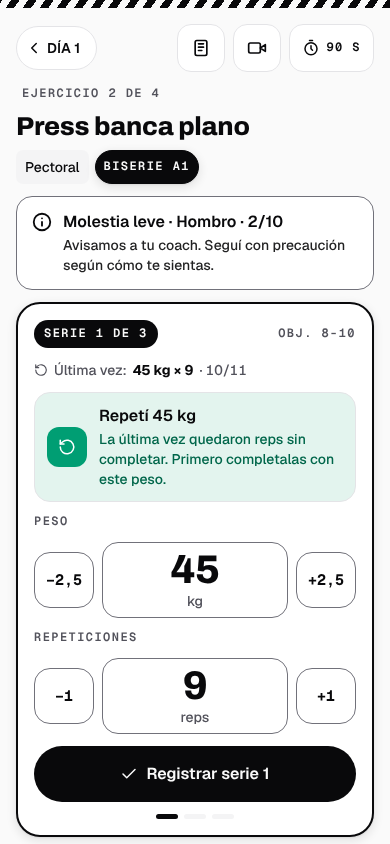 DÍA 1
90 S
EJERCICIO 2 DE 4
Press banca plano
Pectoral
BISERIE A1
Molestia leve · Hombro · 2/10
Avisamos a tu coach. Seguí con precaución
según cómo te sientas.
SERIE 1 DE 3
OBJ. 8-10
Última vez: 45 kg × 9 · 10/11
Repetí 45 kg
La última vez quedaron reps sin
completar. Primero completalas con
este peso.
PESO
-2,5
45
kg
+2,5
REPETICIONES
-1
9
reps
+1
Registrar serie 1